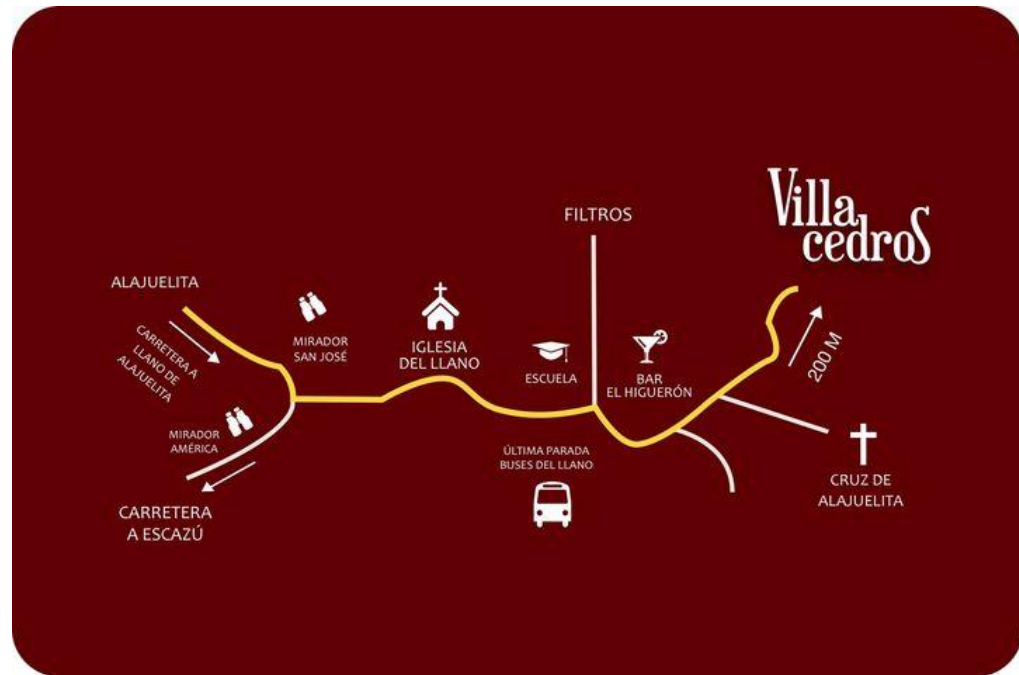 Villa
cedros
FILTROS
ALAJUELITA
CARRETERA A
LLANO DE
ALAJUELITA
MIRADOR
SAN JOSÉ
IGLESIA
DEL LLANO
ESCUELA
BAR
EL HIGUERÓN
200 M
MIRADOR
AMÉRICA
ÚLTIMA PARADA
BUSES DEL LLANO
CRUZ DE
ALAJUELITA
CARRETERA
A ESCAZÚ